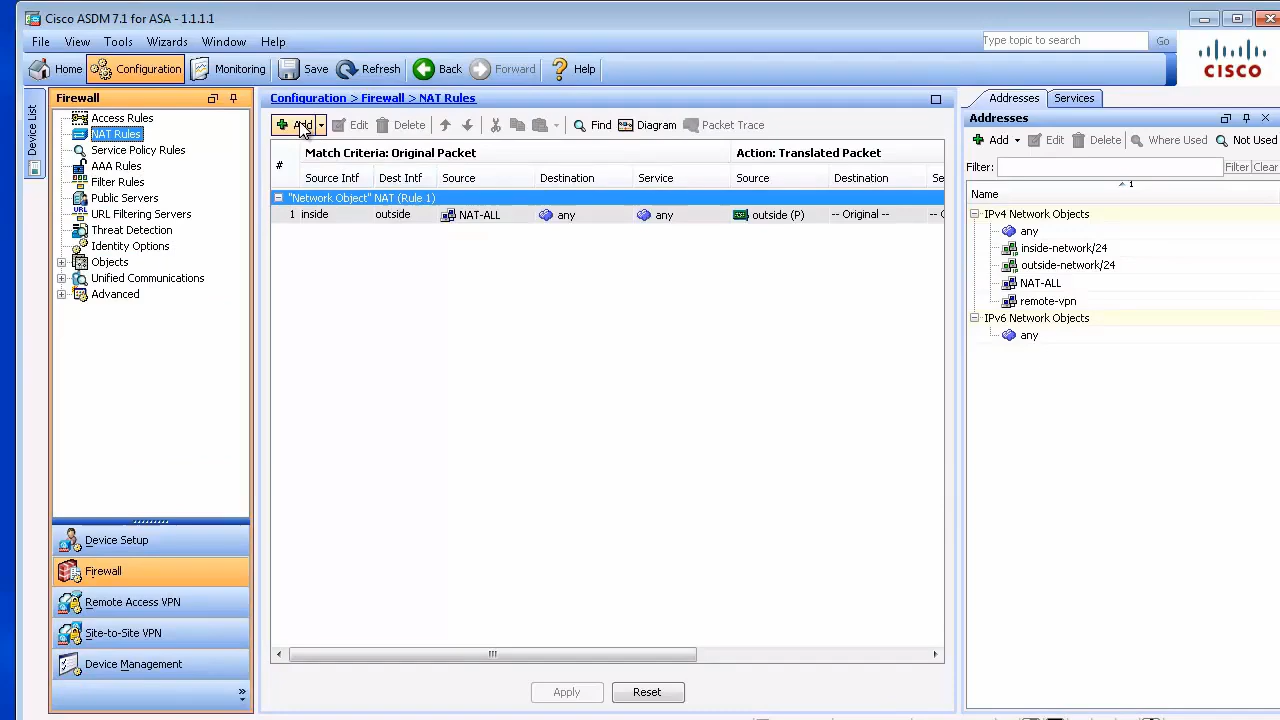 Cisco ASDM 7.1 for ASA - 1.1.1.1
File View Tools Wizards Window Help
Type topic to search Go
Home Configuration Monitoring Save Refresh Back Forward Help
CISCO
Device List
Firewall
Access Rules
NAT Rules
Service Policy Rules
AAA Rules
Filter Rules
Public Servers
URL Filtering Servers
Threat Detection
Identity Options
Objects
Unified Communications
Advanced
Device Setup
Firewall
Remote Access VPN
Site-to-Site VPN
Device Management
Configuration > Firewall > NAT Rules
Add Edit Delete Find Diagram Packet Trace
# Match Criteria: Original Packet Action: Translated Packet
Source Intf Dest Intf Source Destination Service Source Destination Se
"Network Object" NAT (Rule 1)
1 inside outside NAT-ALL any any outside (P) -- Original --
Apply Reset
Addresses Services
Addresses
Add Edit Delete Where Used Not Used
Filter: Filter Clear
Name 1
IPv4 Network Objects
any
inside-network/24
outside-network/24
NAT-ALL
remote-vpn
IPv6 Network Objects
any